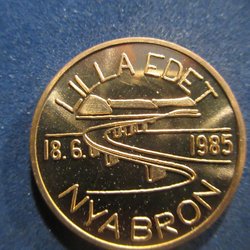 LILLA EDET
18.6. 1985
NYA BRON